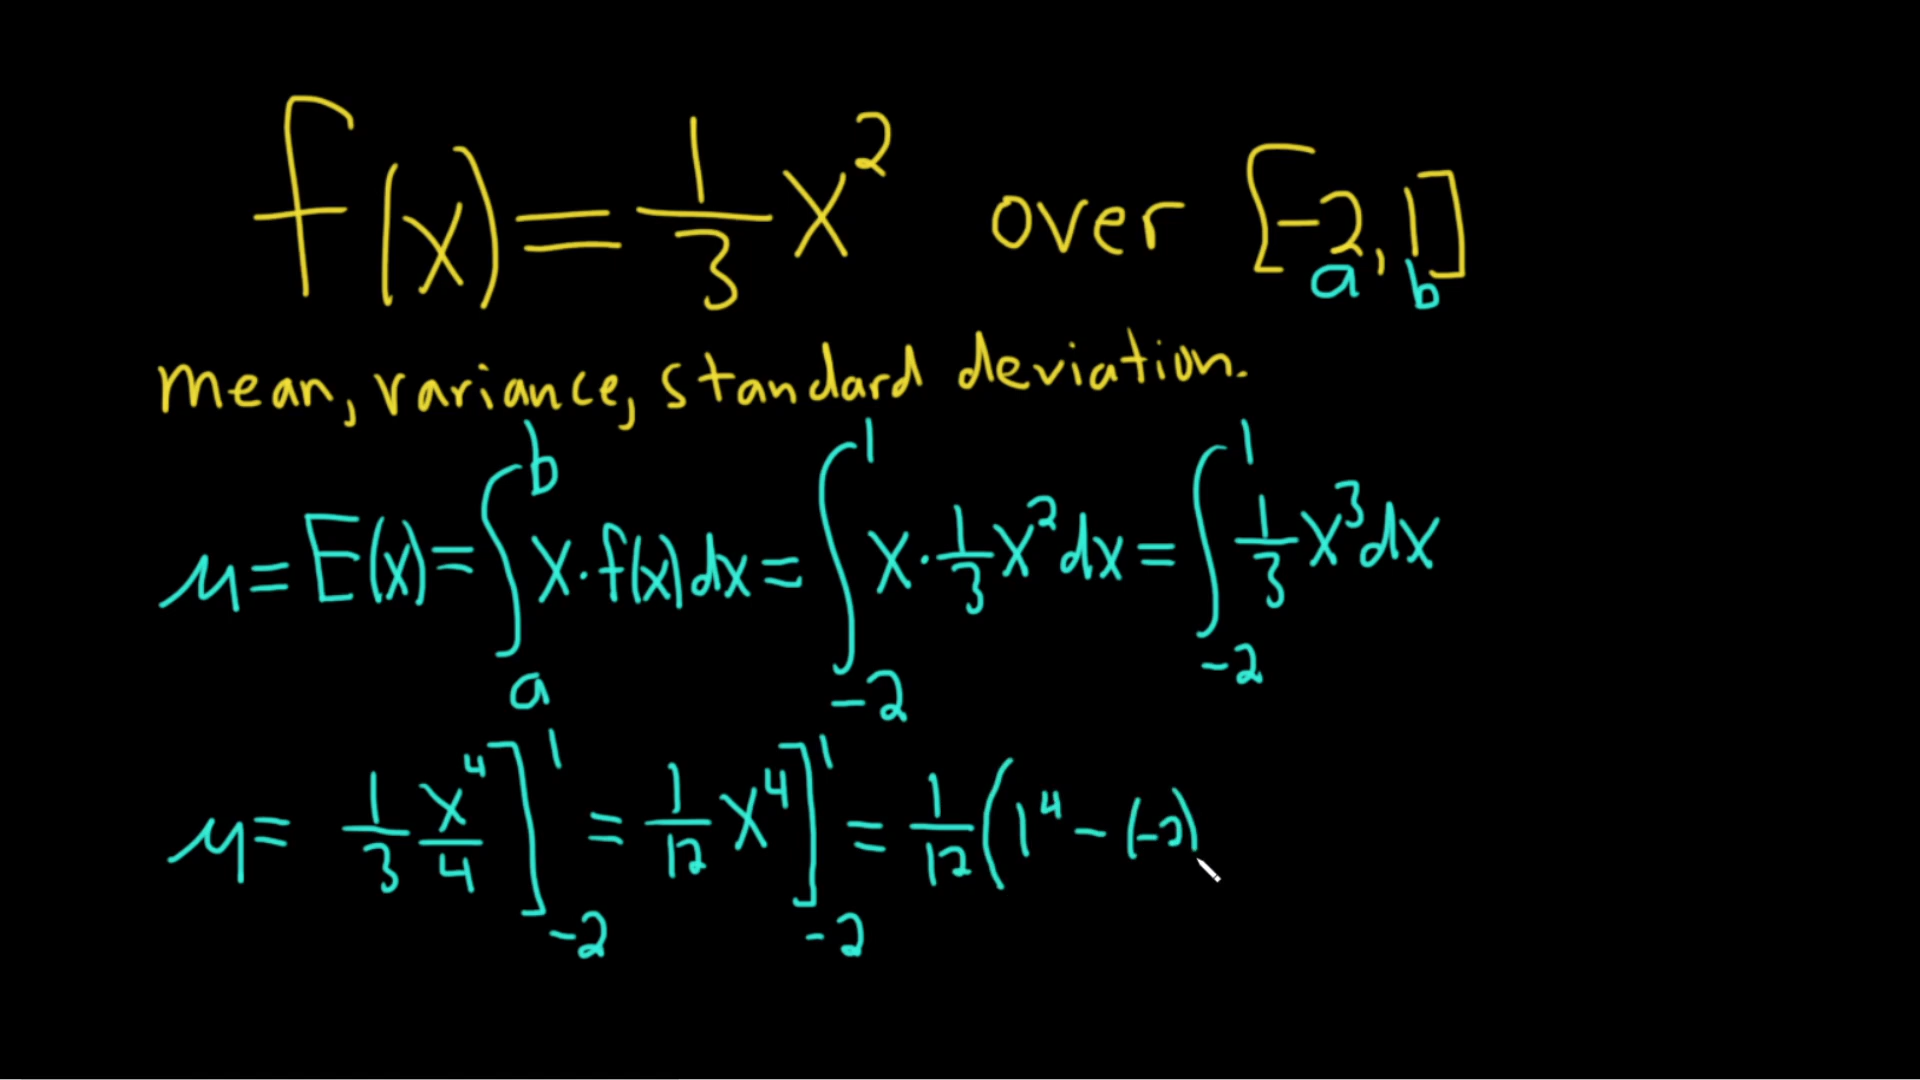 f(x) = 1/3 x² over [-2, 1]
a b
mean, variance, standard deviation.
μ = E(x) = ∫_a^b x · f(x) dx = ∫_{-2}^1 x · 1/3 x² dx = ∫_{-2}^1 1/3 x³ dx
μ = 1/3 x⁴/4 ]_{-2}^1 = 1/12 x⁴ ]_{-2}^1 = 1/12 (1⁴ - (-2)